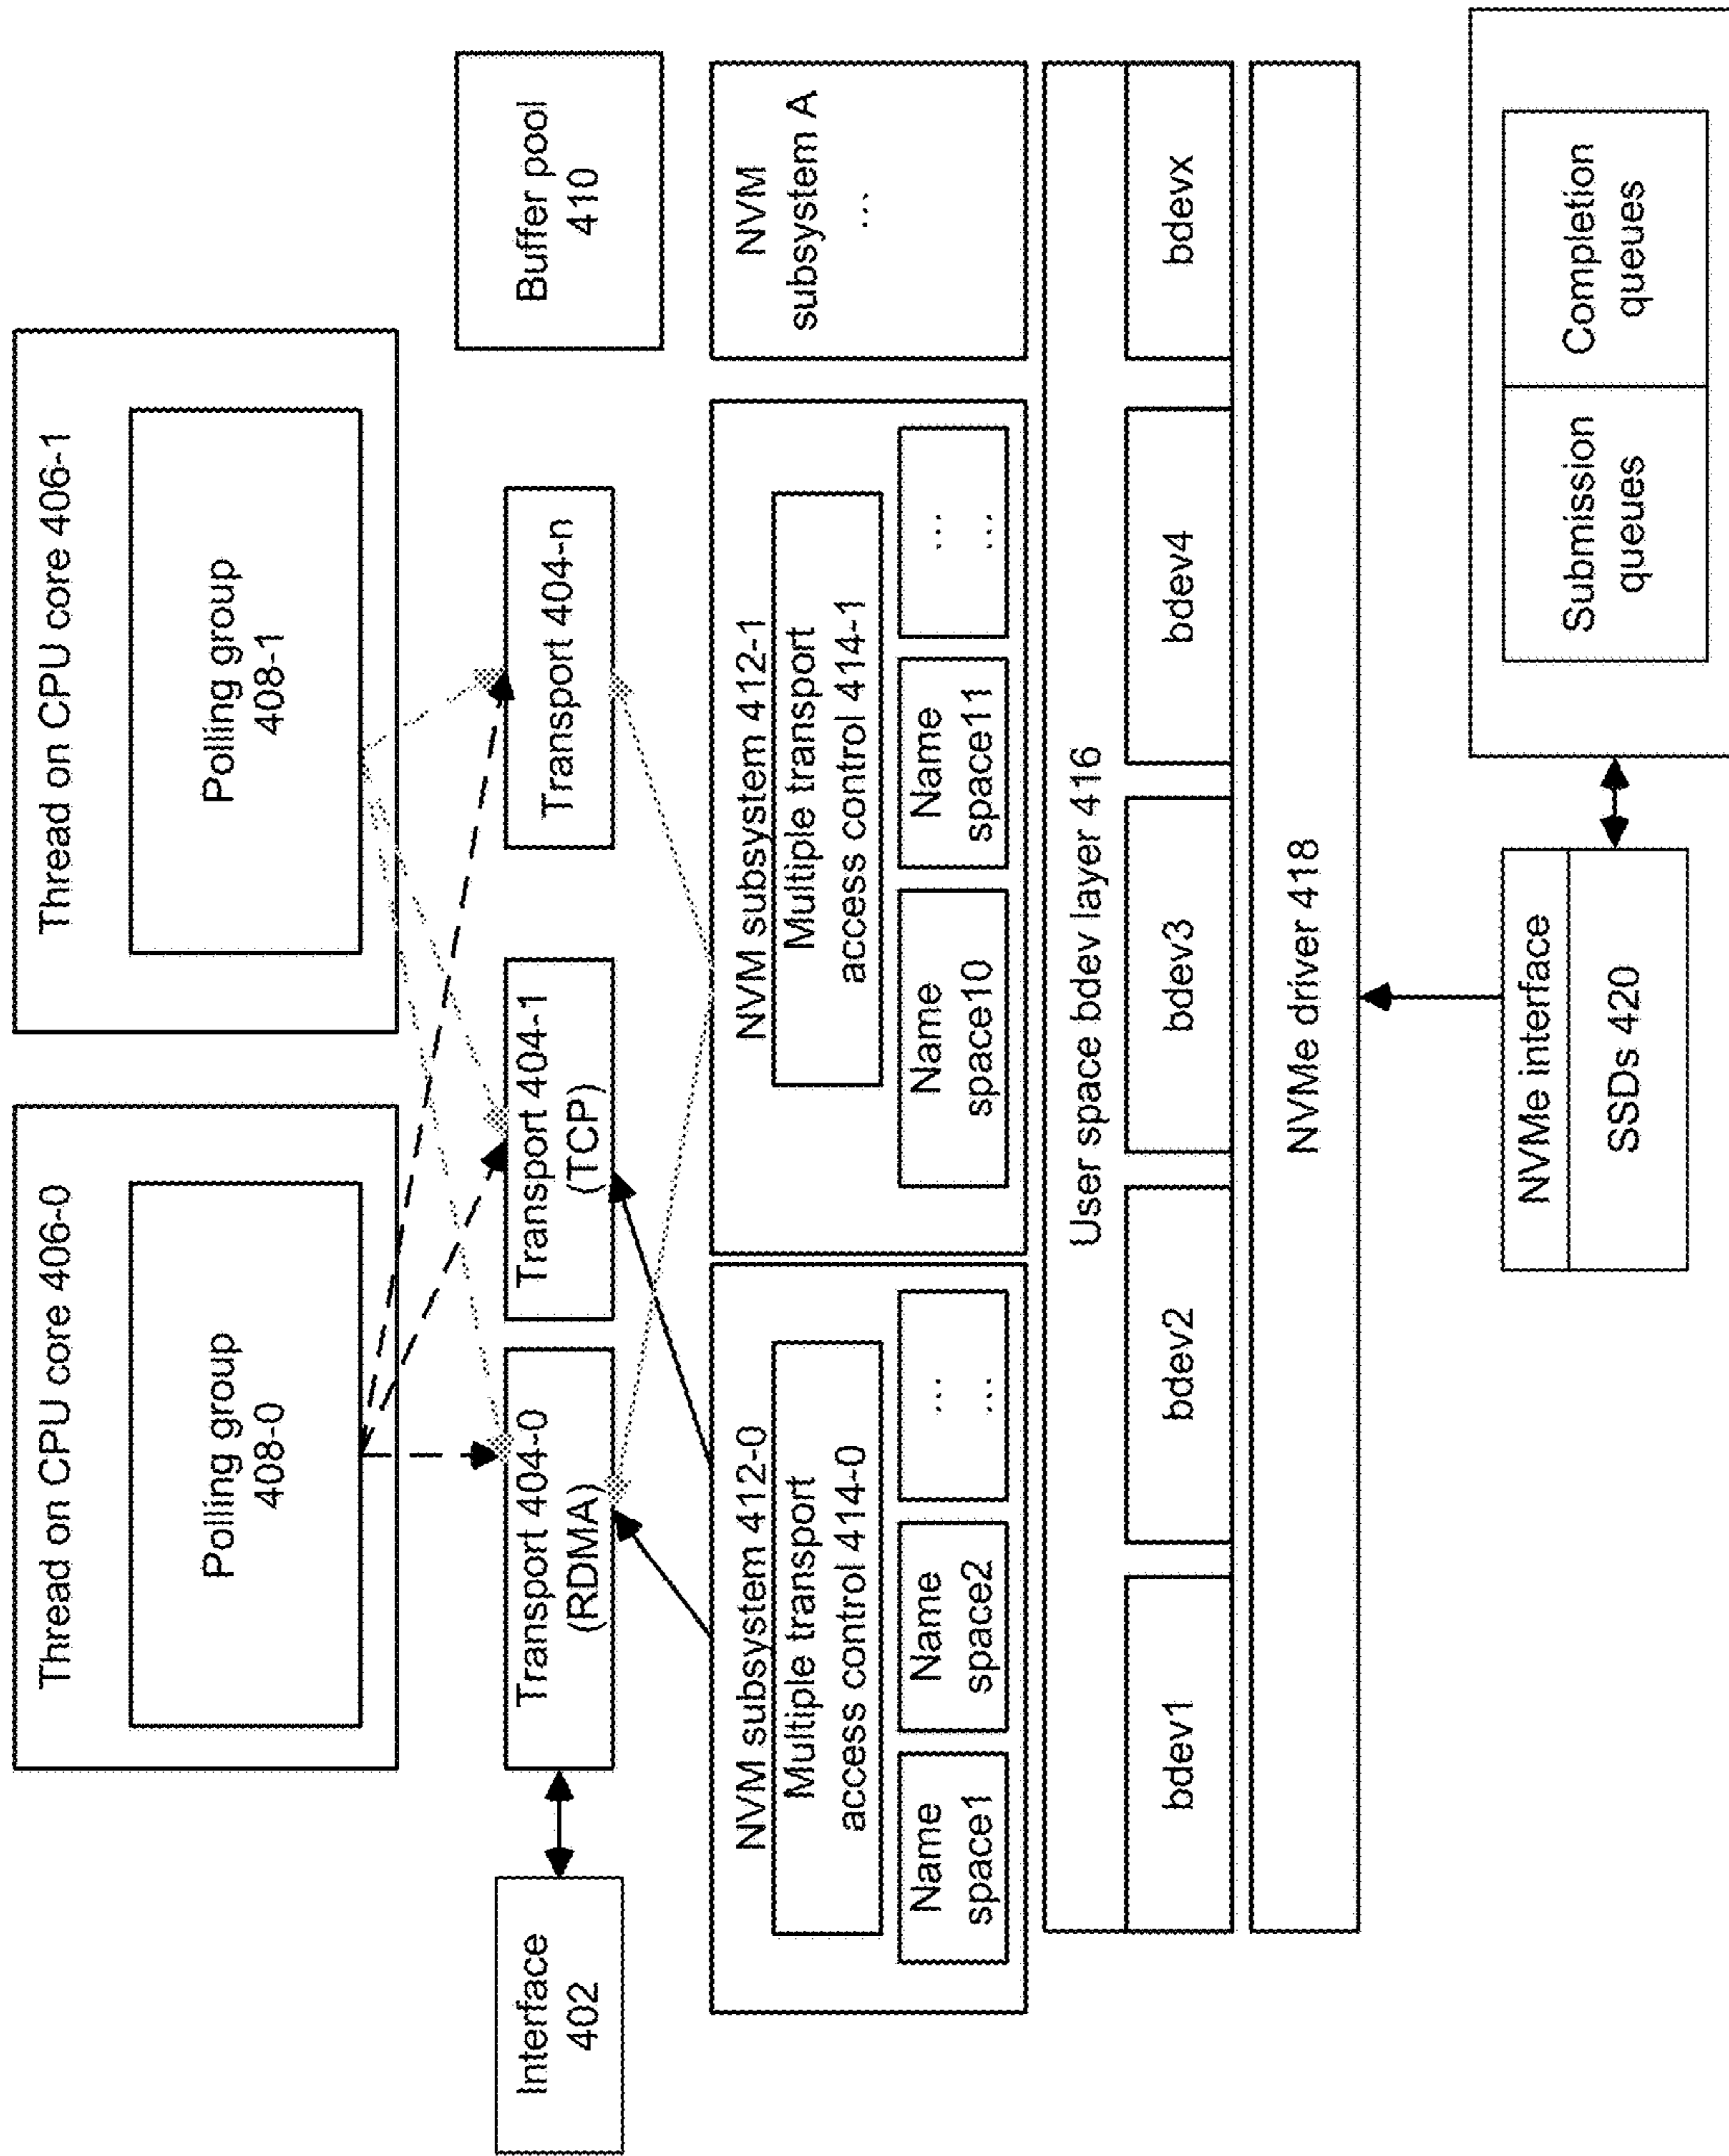 Thread on CPU core 406-0
Polling group
408-0
Thread on CPU core 406-1
Polling group
408-1
Interface
402
Transport 404-0
(RDMA)
Transport 404-1
(TCP)
Transport 404-n
Buffer pool
410
NVM subsystem 412-0
Multiple transport
access control 414-0
Name
space1
Name
space2
...
...
NVM subsystem 412-1
Multiple transport
access control 414-1
Name
space10
Name
space11
...
...
NVM
subsystem A
...
User space bdev layer 416
bdev1
bdev2
bdev3
bdev4
bdevx
NVMe driver 418
NVMe interface
SSDs 420
Submission
queues
Completion
queues